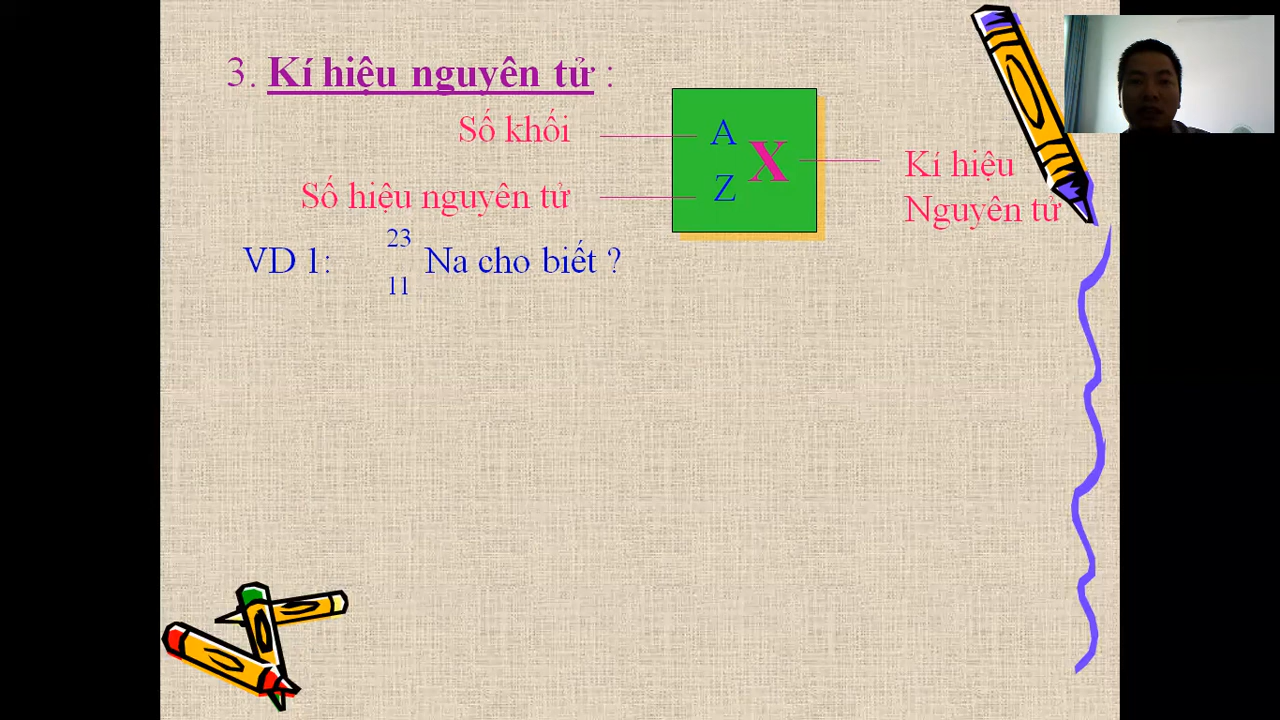 3. Kí hiệu nguyên tử :
Số khối
A
X
Kí hiệu
Nguyên tử
Số hiệu nguyên tử
Z
VD 1: 23 11 Na cho biết ?